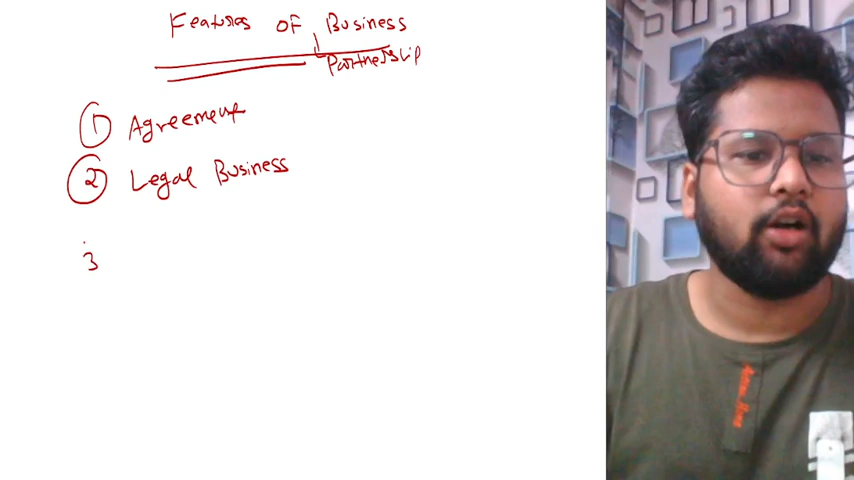 Features of Business
Partnership
① Agreement
② Legal Business
3